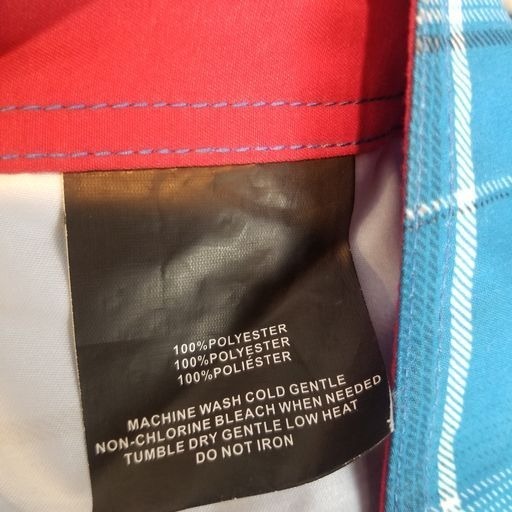 100%POLYESTER
100%POLYESTER
100%POLIÉSTER
MACHINE WASH COLD GENTLE
NON-CHLORINE BLEACH WHEN NEEDED
TUMBLE DRY GENTLE LOW HEAT
DO NOT IRON